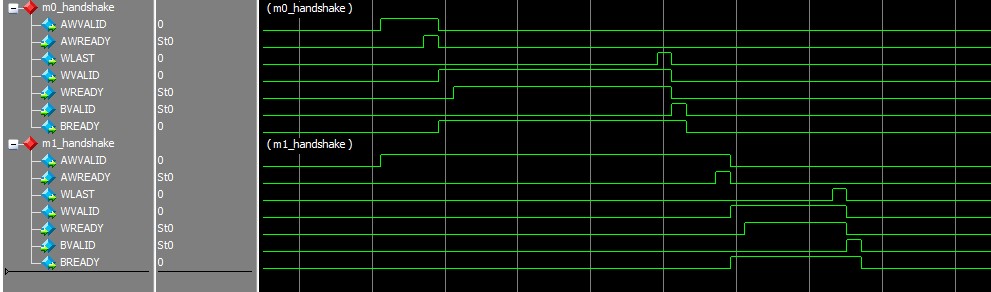 m0_handshake ( m0_handshake )
AWVALID 0
AWREADY St0
WLAST 0
WVALID 0
WREADY St0
BVALID St0
BREADY 0
m1_handshake ( m1_handshake )
AWVALID 0
AWREADY St0
WLAST 0
WVALID 0
WREADY St0
BVALID St0
BREADY 0